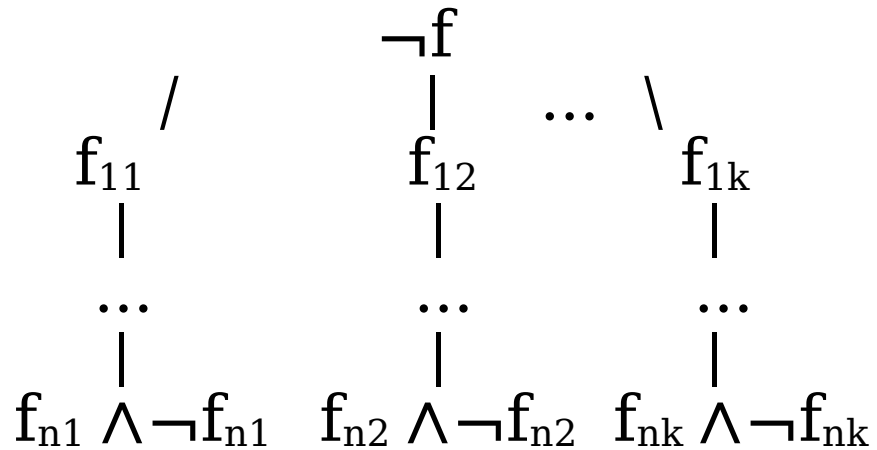 ¬f
/ | ... \
f₁₁ f₁₂ f₁ₖ
| | |
... ... ...
| | |
fₙ₁ ∧ ¬fₙ₁ fₙ₂ ∧ ¬fₙ₂ fₙₖ ∧ ¬fₙₖ